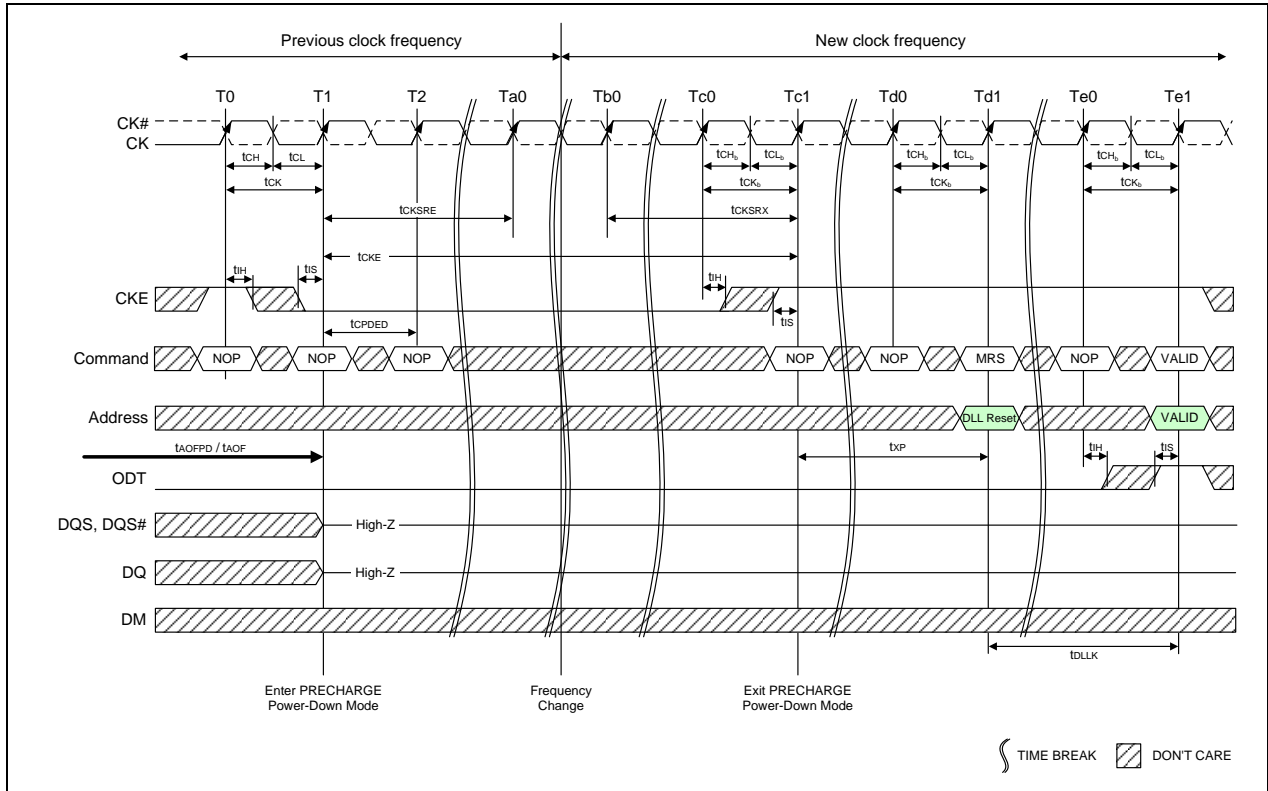 Previous clock frequency New clock frequency
T0 T1 T2 Ta0 Tb0 Tc0 Tc1 Td0 Td1 Te0 Te1
CK#
CK
tCH tCL tCHb tCLb tCHb tCLb tCHb tCLb
tCK tCKb tCKb tCKb
tCKSRE tCKSRX
tCKE
tIH tIS tIH
CKE
tIS
tCPDED
Command NOP NOP NOP NOP NOP MRS NOP VALID
Address DLL Reset VALID
tAOFPD / tAOF tXP tIH tIS
ODT
DQS, DQS# High-Z
DQ High-Z
DM
tDLLK
Enter PRECHARGE
Power-Down Mode
Frequency
Change
Exit PRECHARGE
Power-Down Mode
TIME BREAK DON'T CARE